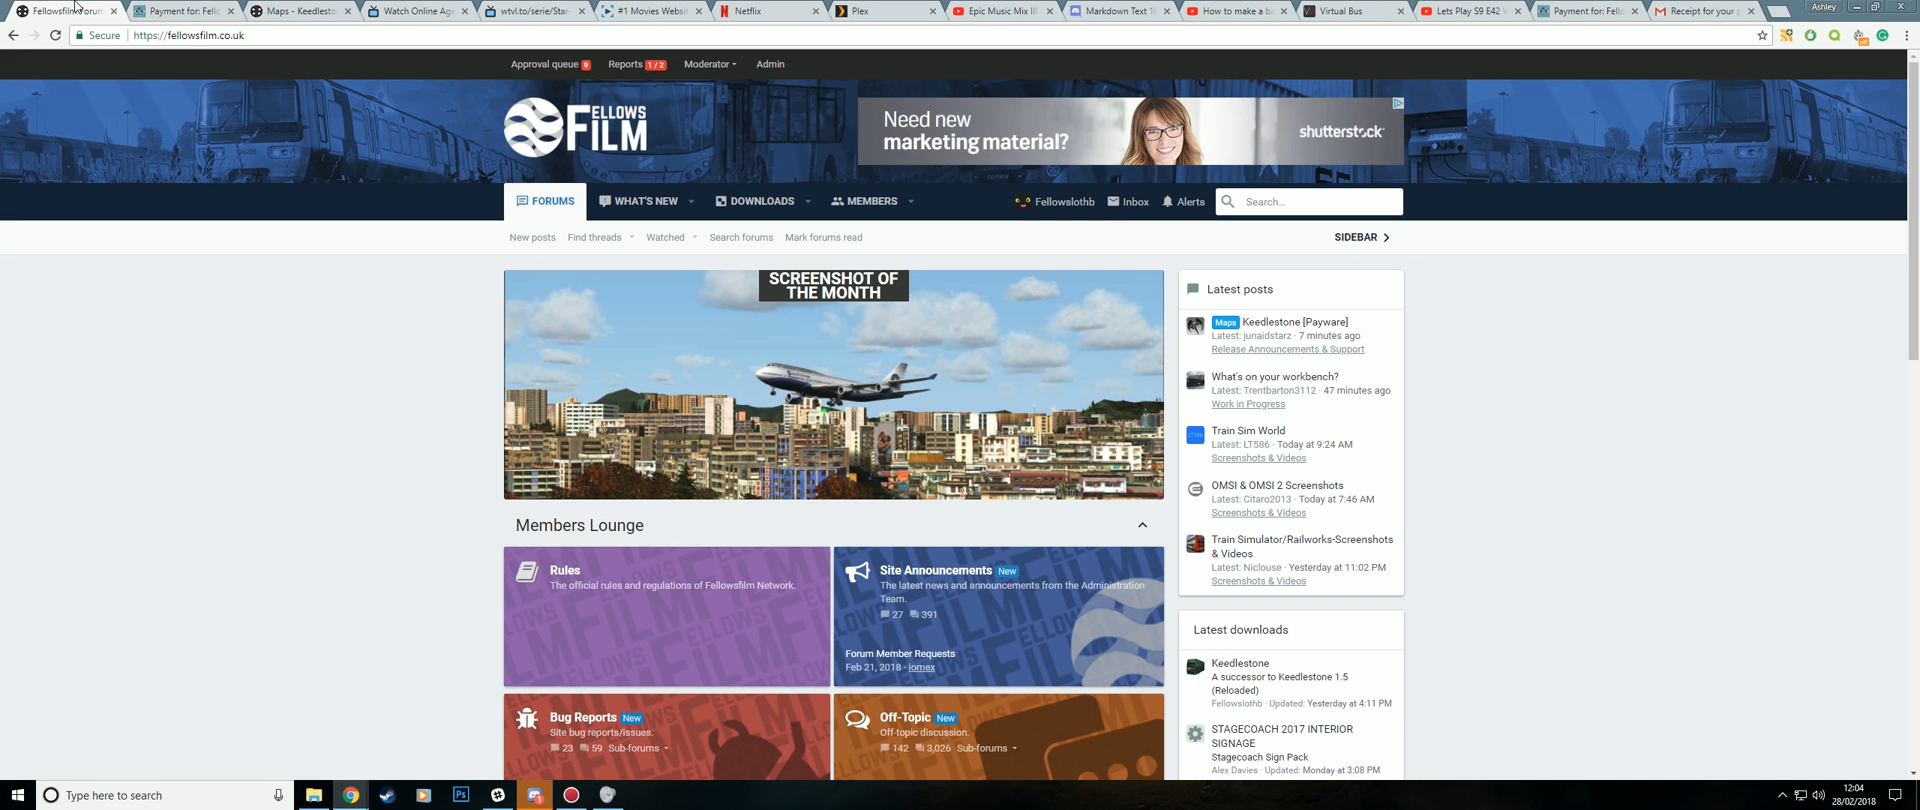 Fellowsfilm Forum
Payment for: Fello
Maps - Keedlesto
Watch Online Age
wtvl.to/serie/Star-
#1 Movies Websi
Netflix
Plex
Epic Music Mix III
Markdown Text 1
How to make a b
Virtual Bus
Lets Play S9 E42 V
Payment for: Fello
Receipt for your p
Ashley
Secure
https://fellowsfilm.co.uk
Approval queue 9
Reports 1 / 2
Moderator
Admin
FELLOWS
FILM
Need new
marketing material?
shutterstock
FORUMS
WHAT'S NEW
DOWNLOADS
MEMBERS
Fellowslothb
Inbox
Alerts
Search...
New posts
Find threads
Watched
Search forums
Mark forums read
SIDEBAR
SCREENSHOT OF
THE MONTH
Members Lounge
Rules
The official rules and regulations of Fellowsfilm Network.
Site Announcements New
The latest news and announcements from the Administration
Team.
27 391
Forum Member Requests
Feb 21, 2018 · iomex
Bug Reports New
Site bug reports/issues.
23 59 Sub-forums
Off-Topic New
Off-topic discussion.
142 3,026 Sub-forums
Latest posts
Maps Keedlestone [Payware]
Latest: junaidstarz · 7 minutes ago
Release Announcements & Support
What's on your workbench?
Latest: Trentbarton3112 · 47 minutes ago
Work in Progress
Train Sim World
Latest: LT586 · Today at 9:24 AM
Screenshots & Videos
OMSI & OMSI 2 Screenshots
Latest: Citaro2013 · Today at 7:46 AM
Screenshots & Videos
Train Simulator/Railworks-Screenshots
& Videos
Latest: Niclouse · Yesterday at 11:02 PM
Screenshots & Videos
Latest downloads
Keedlestone
A successor to Keedlestone 1.5
(Reloaded)
Fellowslothb · Updated: Yesterday at 4:11 PM
STAGECOACH 2017 INTERIOR
SIGNAGE
Stagecoach Sign Pack
Alex Davies · Updated: Monday at 3:08 PM
Type here to search
Ps
12:04
28/02/2018